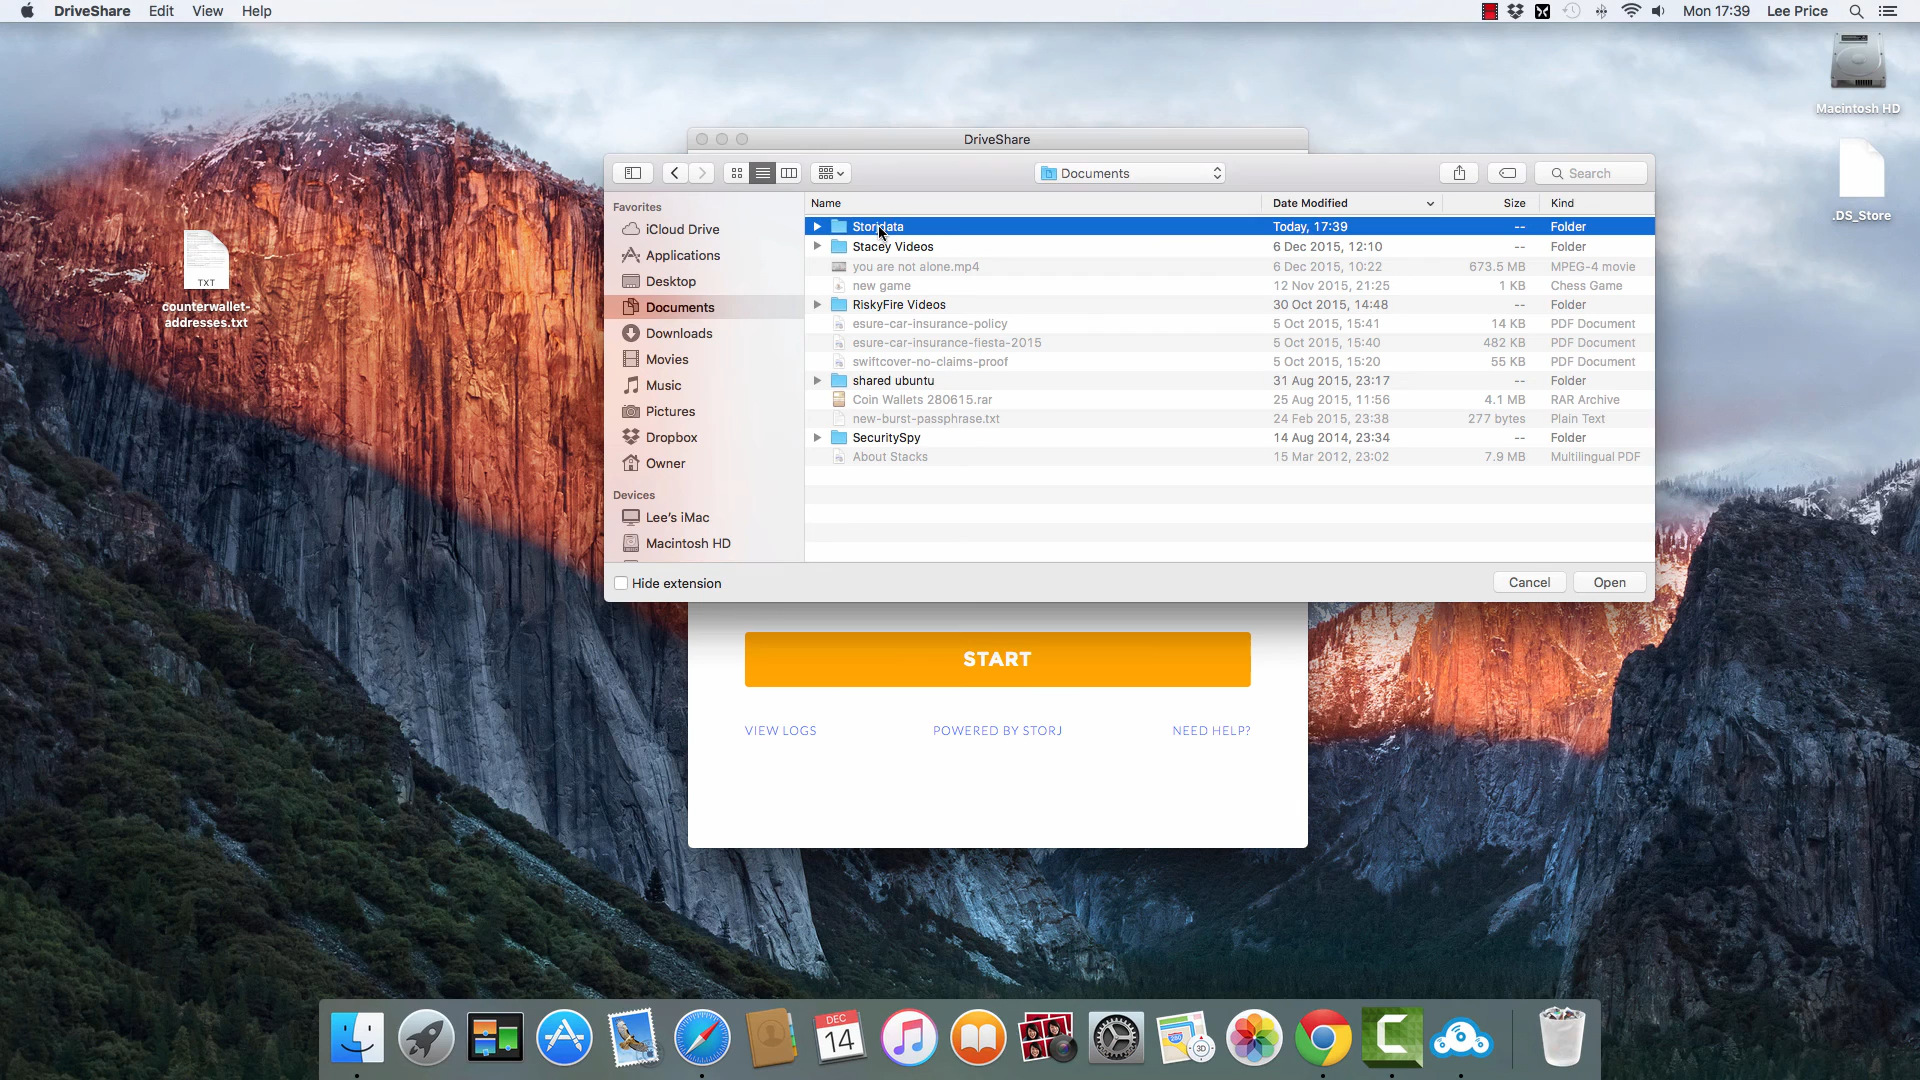 DriveShare Edit View Help Mon 17:39 Lee Price
Macintosh HD
.DS_Store
TXT
counterwallet-
addresses.txt
DriveShare
Documents Search
Favorites
iCloud Drive
Applications
Desktop
Documents
Downloads
Movies
Music
Pictures
Dropbox
Owner
Devices
Lee's iMac
Macintosh HD
Name Date Modified Size Kind
Today, 17:39 -- Folder
Stacey Videos 6 Dec 2015, 12:10 -- Folder
you are not alone.mp4 6 Dec 2015, 10:22 673.5 MB MPEG-4 movie
new game 12 Nov 2015, 21:25 1 KB Chess Game
RiskyFire Videos 30 Oct 2015, 14:48 -- Folder
esure-car-insurance-policy 5 Oct 2015, 15:41 14 KB PDF Document
esure-car-insurance-fiesta-2015 5 Oct 2015, 15:40 482 KB PDF Document
swiftcover-no-claims-proof 5 Oct 2015, 15:20 55 KB PDF Document
shared ubuntu 31 Aug 2015, 23:17 -- Folder
Coin Wallets 280615.rar 25 Aug 2015, 11:56 4.1 MB RAR Archive
new-burst-passphrase.txt 24 Feb 2015, 23:38 277 bytes Plain Text
SecuritySpy 14 Aug 2014, 23:34 -- Folder
About Stacks 15 Mar 2012, 23:02 7.9 MB Multilingual PDF
Hide extension Cancel Open
START
VIEW LOGS POWERED BY STORJ NEED HELP?
DEC
14
280
3D